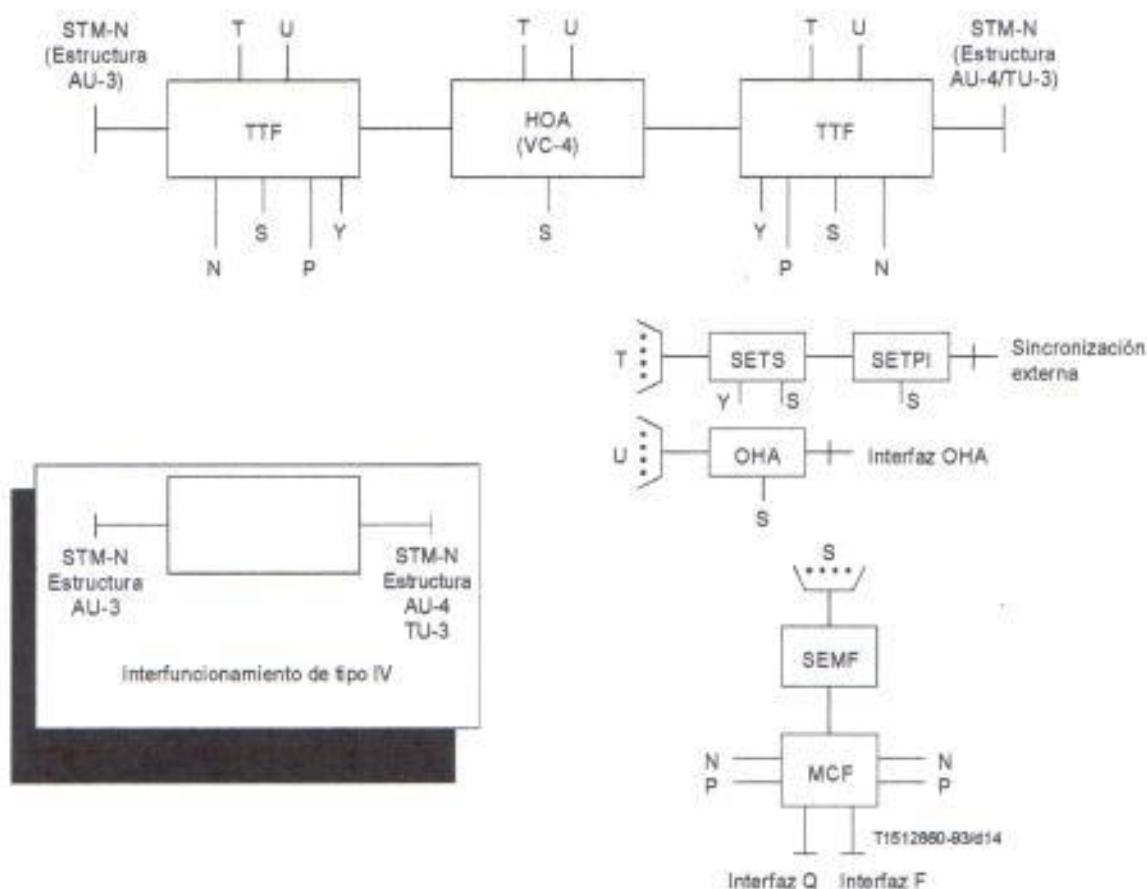 STM-N
(Estructura
AU-3)
T U
T U
T U
STM-N
(Estructura
AU-4/TU-3)
TTF
HOA
(VC-4)
TTF
N S P Y
S
Y P S N
T
SETS
SETPI
Sincronización
externa
Y S
S
U
OHA
Interfaz OHA
S
STM-N
Estructura
AU-3
STM-N
Estructura
AU-4
TU-3
Interfuncionamiento de tipo IV
S
SEMF
N
P
MCF
N
P
T1512860-93/d14
Interfaz Q
Interfaz F